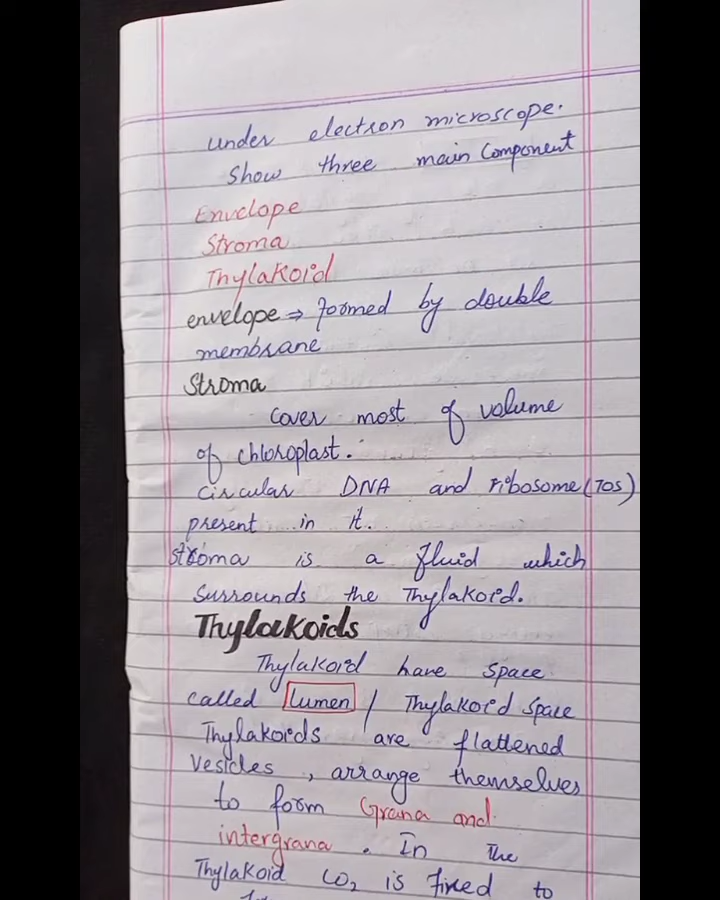 under electron microscope.
Show three main Component
Envelope
Stroma
Thylakoid
envelope ⇒ formed by double
membrane
Stroma
Cover most of volume
of chloroplast.
circular DNA and ribosome (70s)
present in it.
stroma is a fluid which
surrounds the Thylakoid.
Thylakoids
Thylakoid have space
called lumen / Thylakoid space
Thylakoids are flattened
vesicles , arrange themselves
to form Grana and
intergrana . In the
Thylakoid CO₂ is fixed to